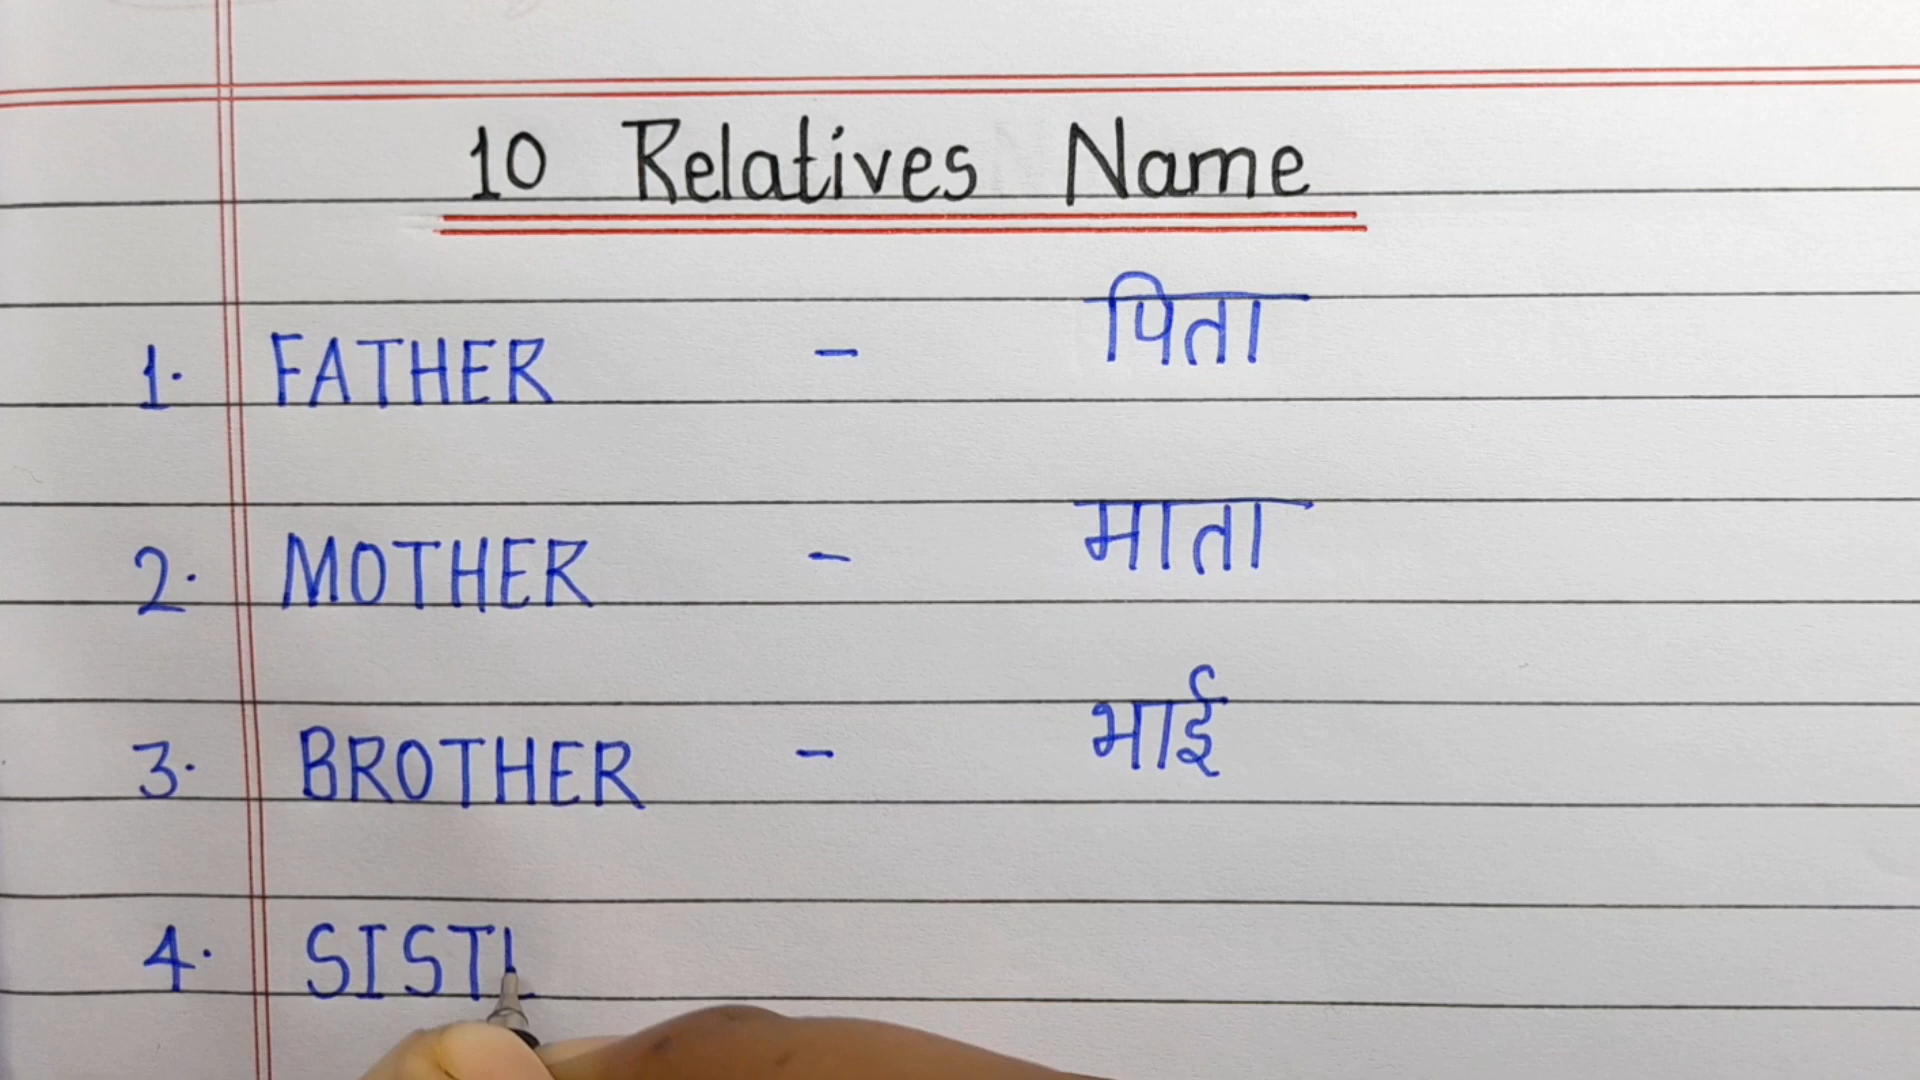 10 Relatives Name
1. FATHER - पिता
2. MOTHER - माता
3. BROTHER - भाई
4. SIST